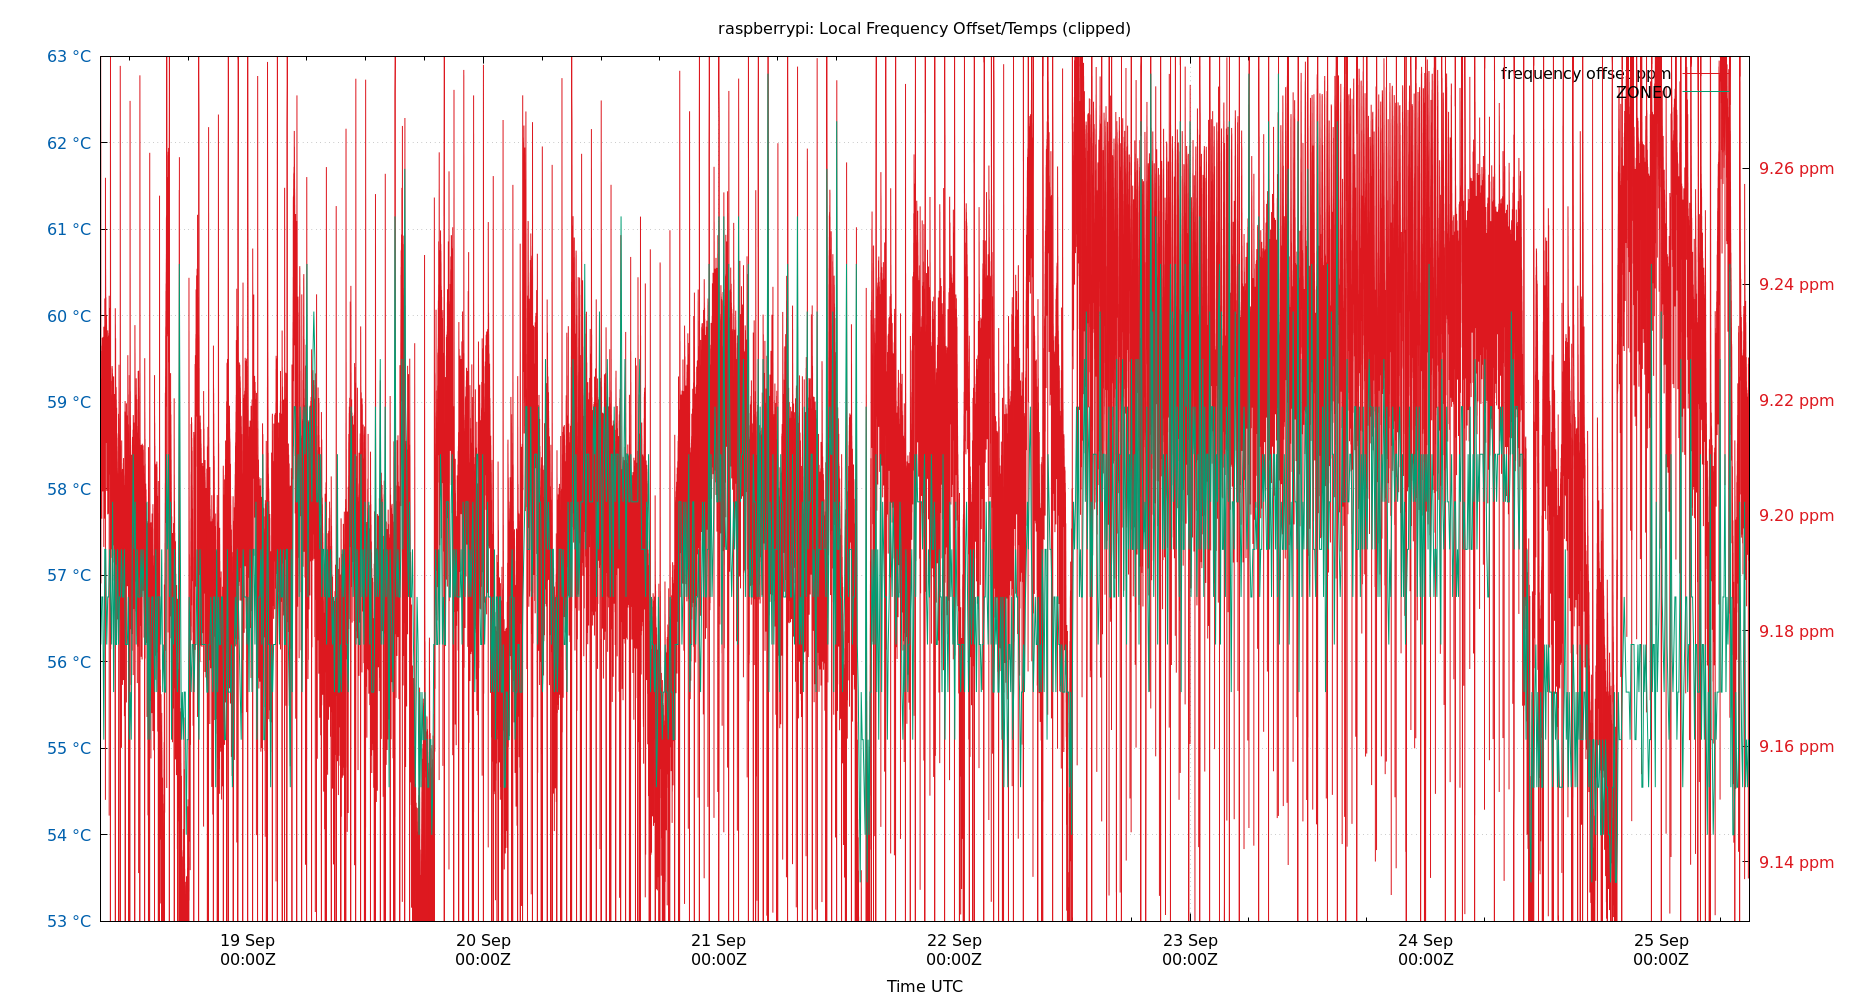 raspberrypi: Local Frequency Offset/Temps (clipped)
63 °C
62 °C
61 °C
60 °C
59 °C
58 °C
57 °C
56 °C
55 °C
54 °C
53 °C
frequency offset ppm
ZONE0
9.26 ppm
9.24 ppm
9.22 ppm
9.20 ppm
9.18 ppm
9.16 ppm
9.14 ppm
19 Sep 20 Sep 21 Sep 22 Sep 23 Sep 24 Sep 25 Sep
00:00Z 00:00Z 00:00Z 00:00Z 00:00Z 00:00Z 00:00Z
Time UTC